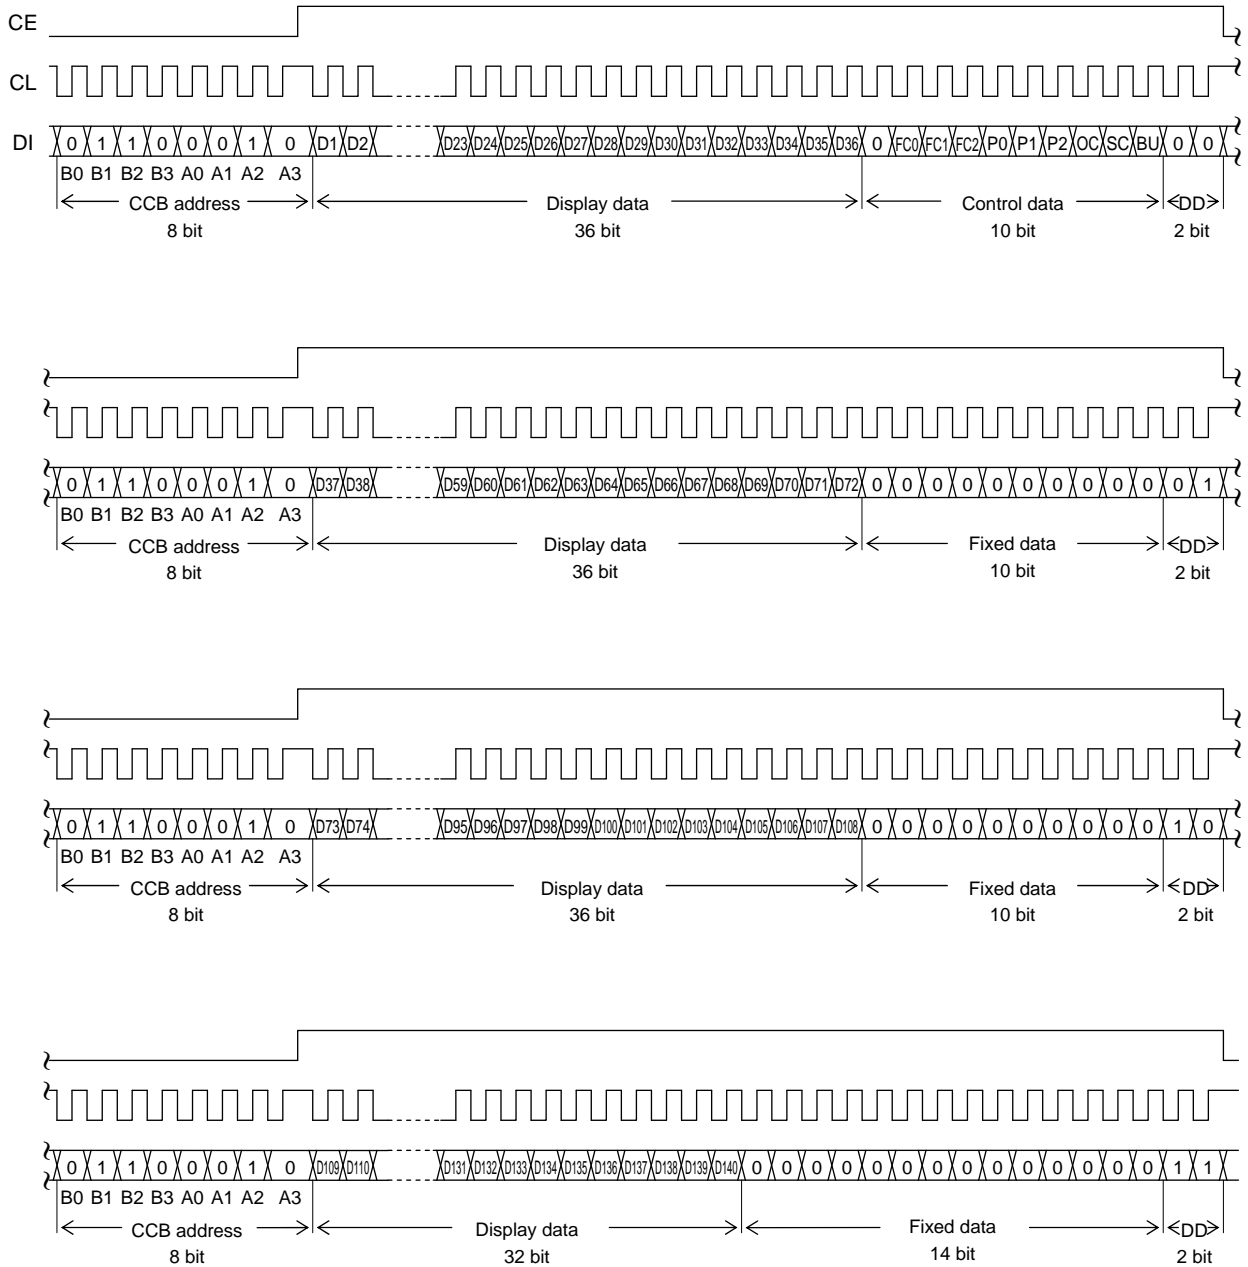 CE
CL
DI 0 1 1 0 0 0 1 0 D1 D2 D23 D24 D25 D26 D27 D28 D29 D30 D31 D32 D33 D34 D35 D36 0 FC0 FC1 FC2 P0 P1 P2 OC SC BU 0 0
B0 B1 B2 B3 A0 A1 A2 A3
CCB address Display data Control data DD
8 bit 36 bit 10 bit 2 bit
0 1 1 0 0 0 1 0 D37 D38 D59 D60 D61 D62 D63 D64 D65 D66 D67 D68 D69 D70 D71 D72 0 0 0 0 0 0 0 0 0 0 0 1
B0 B1 B2 B3 A0 A1 A2 A3
CCB address Display data Fixed data DD
8 bit 36 bit 10 bit 2 bit
0 1 1 0 0 0 1 0 D73 D74 D95 D96 D97 D98 D99 D100 D101 D102 D103 D104 D105 D106 D107 D108 0 0 0 0 0 0 0 0 0 0 1 0
B0 B1 B2 B3 A0 A1 A2 A3
CCB address Display data Fixed data DD
8 bit 36 bit 10 bit 2 bit
0 1 1 0 0 0 1 0 D109 D110 D131 D132 D133 D134 D135 D136 D137 D138 D139 D140 0 0 0 0 0 0 0 0 0 0 0 0 0 0 1 1
B0 B1 B2 B3 A0 A1 A2 A3
CCB address Display data Fixed data DD
8 bit 32 bit 14 bit 2 bit